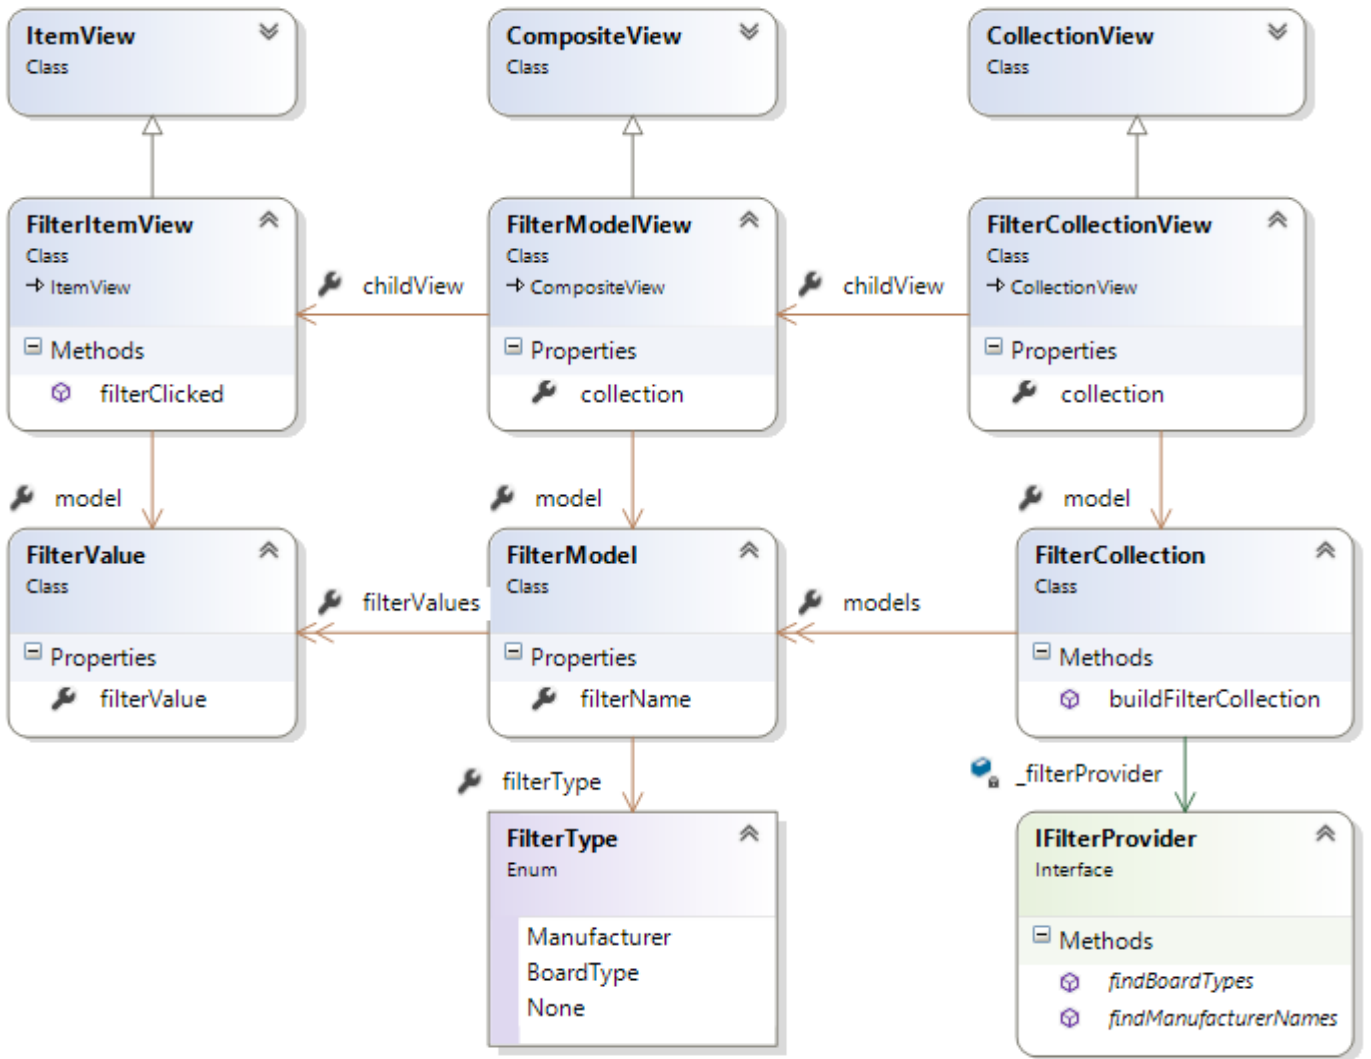 ItemView
Class
CompositeView
Class
CollectionView
Class
FilterItemView
Class
ItemView
Methods
filterClicked
childView
FilterModelView
Class
CompositeView
Properties
collection
childView
FilterCollectionView
Class
CollectionView
Properties
collection
model
model
model
FilterValue
Class
Properties
filterValue
filterValues
FilterModel
Class
Properties
filterName
models
FilterCollection
Class
Methods
buildFilterCollection
filterType
_filterProvider
FilterType
Enum
Manufacturer
BoardType
None
IFilterProvider
Interface
Methods
findBoardTypes
findManufacturerNames